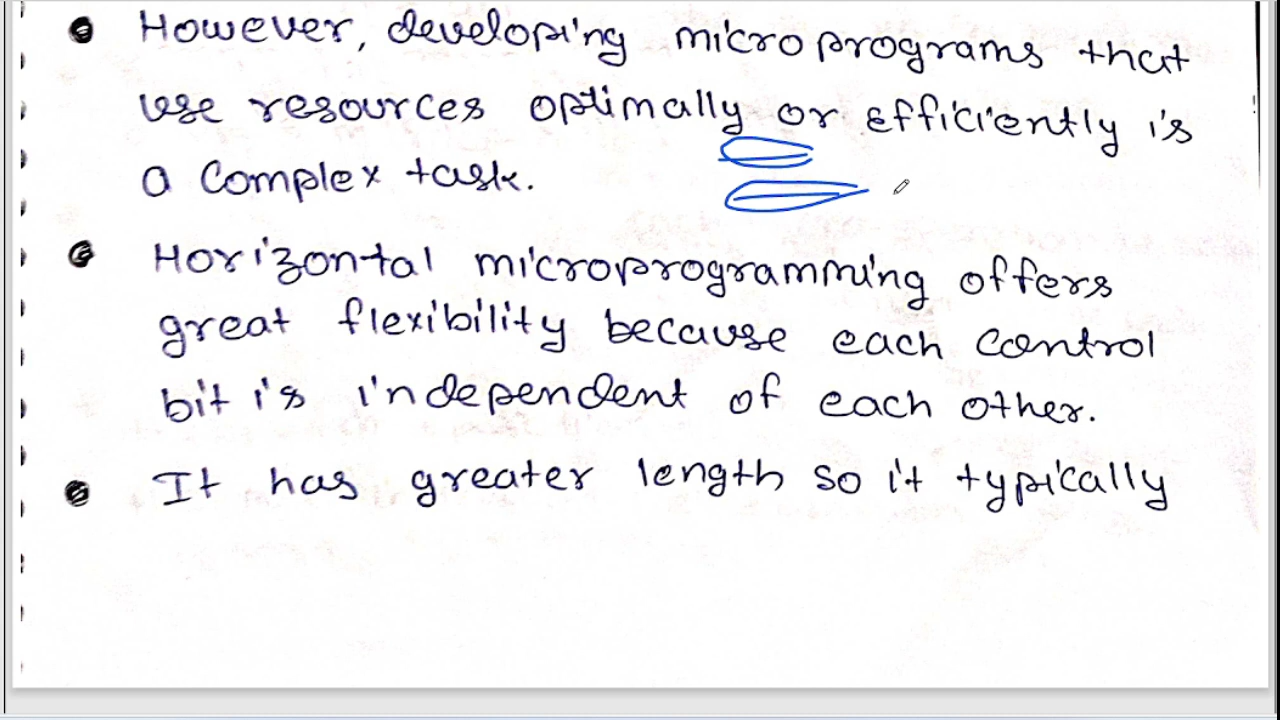 However, developing microprograms that
use resources optimally or efficiently is
a complex task.
Horizontal microprogramming offers
great flexibility because each control
bit is independent of each other.
It has greater length so it typically